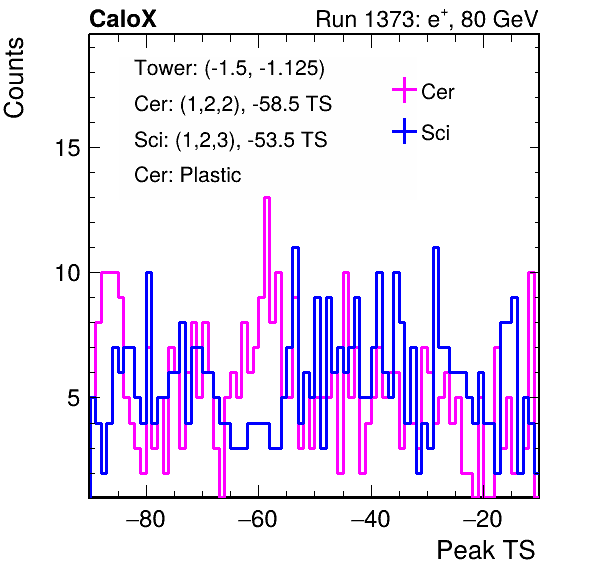 CaloX
Run 1373: e+, 80 GeV
Counts
Tower: (-1.5, -1.125)
Cer: (1,2,2), -58.5 TS
Sci: (1,2,3), -53.5 TS
Cer: Plastic
Cer
Sci
15
10
5
−80 −60 −40 −20
Peak TS